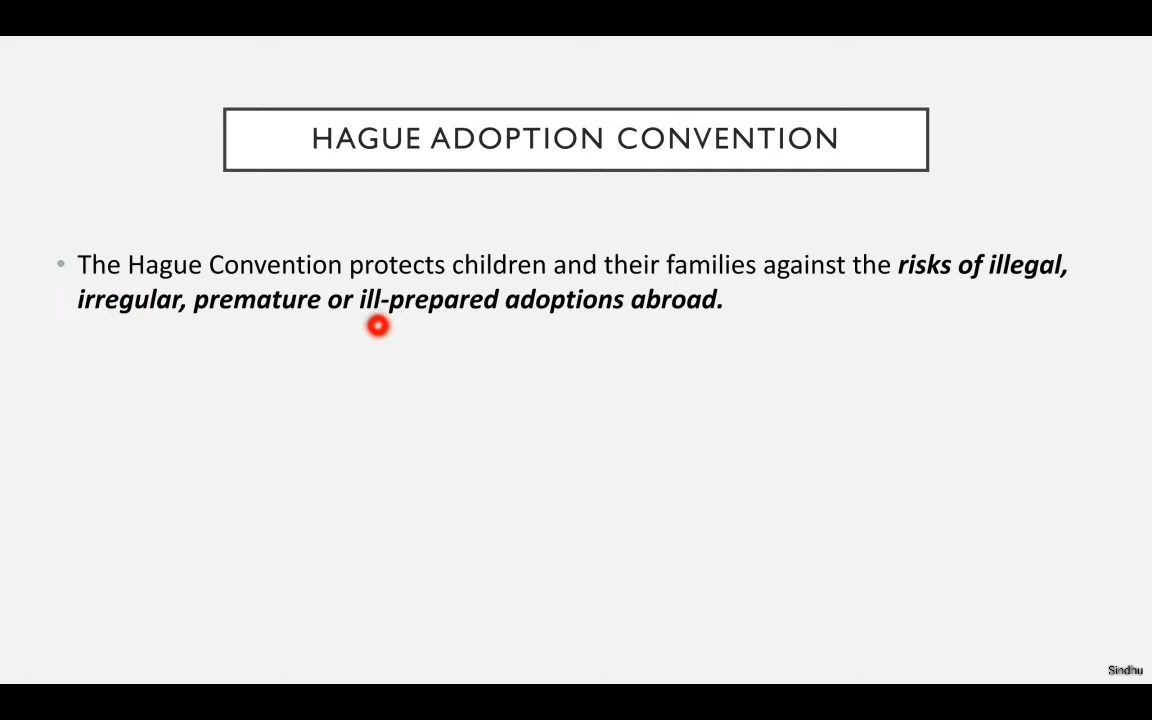 HAGUE ADOPTION CONVENTION
• The Hague Convention protects children and their families against the risks of illegal,
irregular, premature or ill-prepared adoptions abroad.
Sindhu